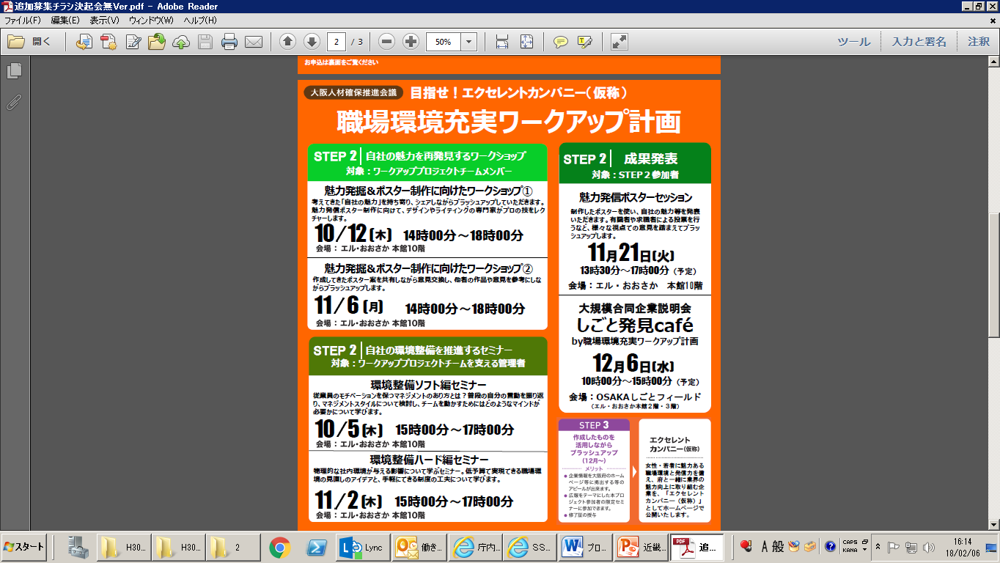 追加募集チラシ決起会無Ver.pdf - Adobe Reader
ファイル(F) 編集(E) 表示(V) ウィンドウ(W) ヘルプ(H)
開く 2 / 3 50% ツール 入力と署名 注釈
お申込は裏面をご覧ください
大阪人材確保推進会議 目指せ！エクセレントカンパニー（仮称）
職場環境充実ワークアップ計画
STEP 2 自社の魅力を再発見するワークショップ
対象：ワークアッププロジェクトチームメンバー
魅力発掘＆ポスター制作に向けたワークショップ①
考えてきた「自社の魅力」を持ち寄り、シェアしながらブラッシュアップしていただきます。
魅力発信ポスター制作に向けて、デザインやライティングの専門家がプロの技をレク
チャーします。
10/12(木) 14時00分～18時00分
会場：エル・おおさか 本館10階
魅力発掘＆ポスター制作に向けたワークショップ②
作成してきたポスター案を共有しながら意見交換し、他者の作品や意見を参考にしな
がらブラッシュアップします。
11/6(月) 14時00分～18時00分
会場：エル・おおさか 本館10階
STEP 2 自社の環境整備を推進するセミナー
対象：ワークアッププロジェクトチームを支える管理者
環境整備ソフト編セミナー
従業員のモチベーションを保つマネジメントのあり方とは？普段の自分の言動を振り返
り、マネジメントスタイルについて検討し、チームを動かすためにはどのようなマインドが
必要かについて学びます。
10/5(木) 15時00分～17時00分
会場：エル・おおさか 本館10階
環境整備ハード編セミナー
物理的な社内環境が与える影響について学ぶセミナー。低予算で実現できる職場環
境の見直しのアイデアと、手軽にできる制度の工夫について学びます。
11/2(木) 15時00分～17時00分
会場：エル・おおさか 本館10階
STEP 2 成果発表
対象：STEP２参加者
魅力発信ポスターセッション
制作したポスターを使い、自社の魅力等を発表
いただきます。有識者や求職者による投票を行
うなど、様々な視点での意見を踏まえてブラッ
シュアップします。
11月21日(火)
13時30分～17時00分（予定）
会場：エル・おおさか 本館10階
大規模合同企業説明会
しごと発見café
by職場環境充実ワークアップ計画
12月6日(水)
10時00分～15時00分（予定）
会場：OSAKAしごとフィールド
（エル・おおさか本館２階・３階）
STEP 3
作成したものを
活用しながら
ブラッシュアップ
（12月～）
メリット
● 企業情報を大阪府のホーム
ページ等に掲出する等の
アピールが出来ます。
● 広報をテーマにした本プロ
ジェクト参加者の限定セミ
ナーに参加できます。
● 修了証の授与
エクセレント
カンパニー（仮称）
女性・若者に魅力ある
職場環境と発信力を備
え、府と一緒に業界の
魅力向上に取り組む企
業を、「エクセレント
カンパニー（仮称）」
としてホームページで
公開いたします。
スタート H30... H30... 2 Lync 働き... 庁内... SS... プロ... 近畿... 追... A 般 CAPS KANA 16:14
18/02/06